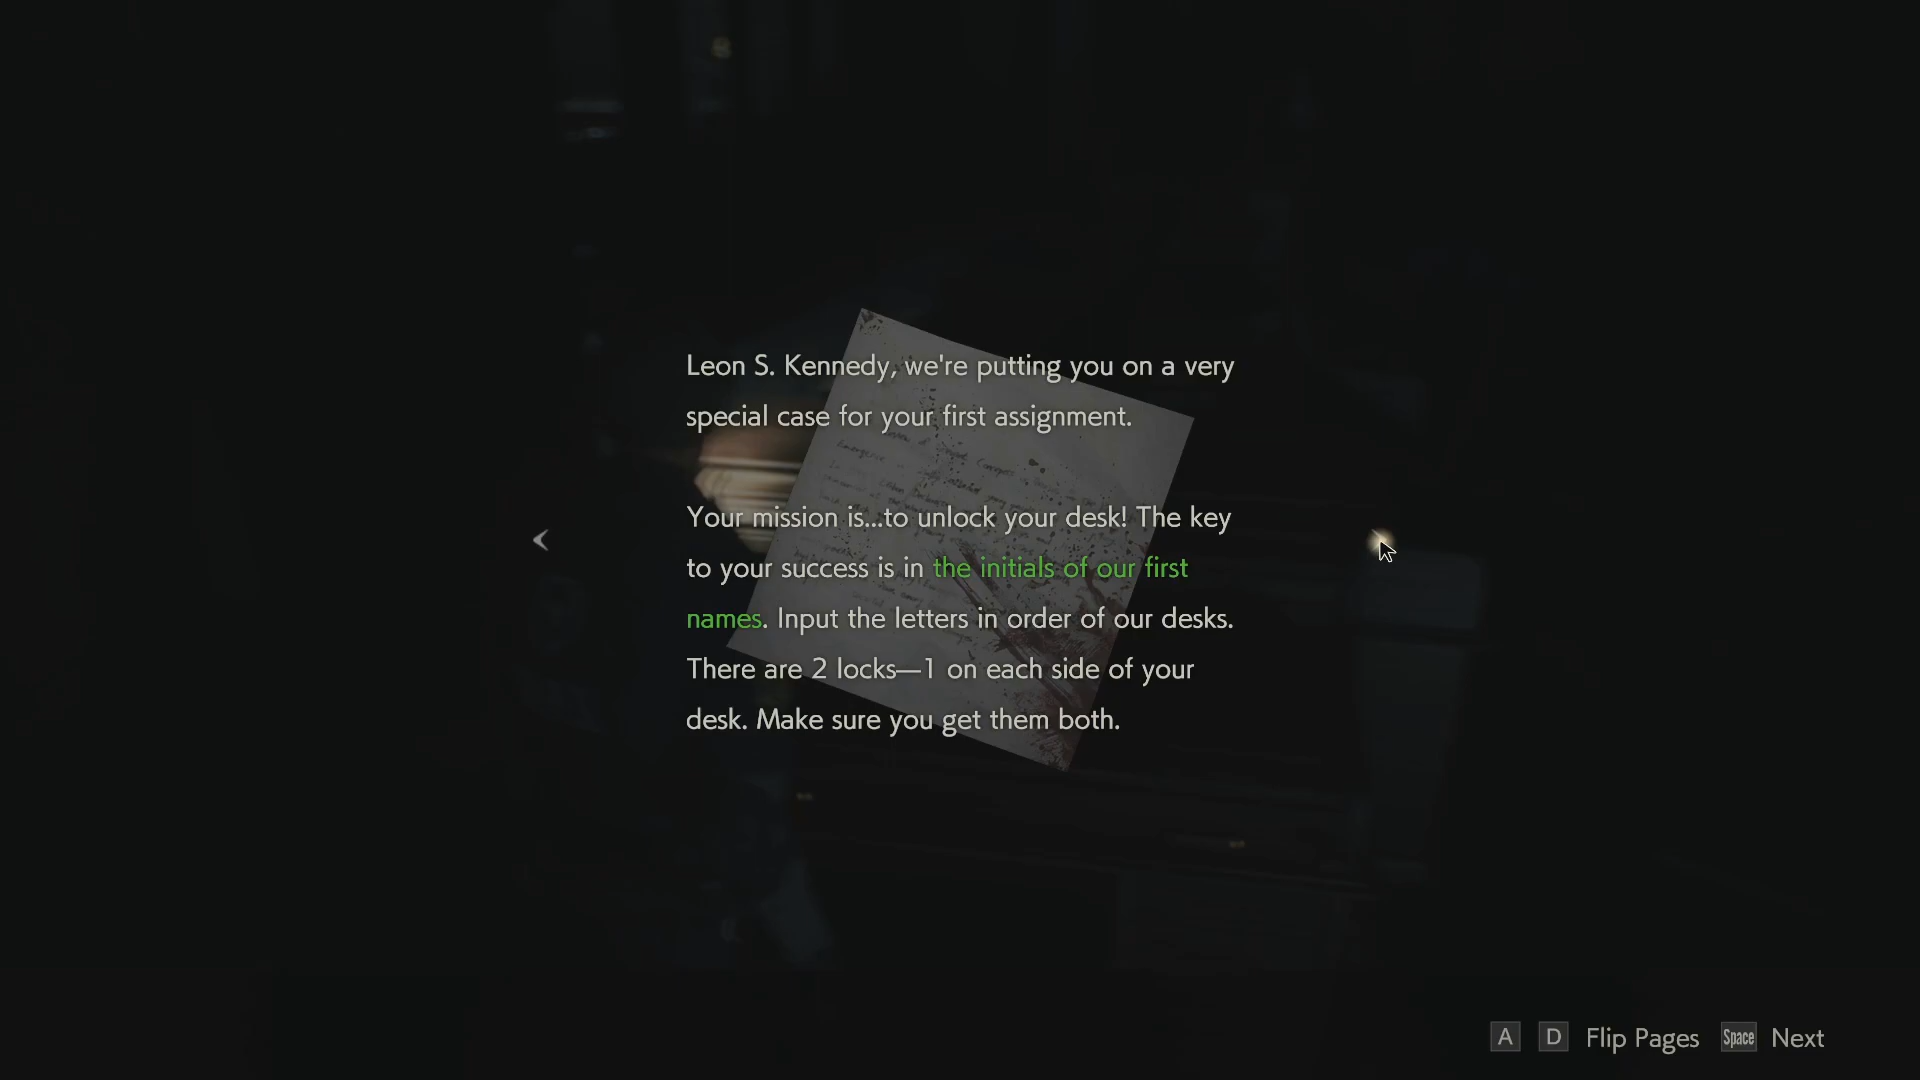 Leon S. Kennedy, we're putting you on a very
special case for your first assignment.
Your mission is...to unlock your desk! The key
to your success is in the initials of our first
names. Input the letters in order of our desks.
There are 2 locks—1 on each side of your
desk. Make sure you get them both.
A D Flip Pages Space Next